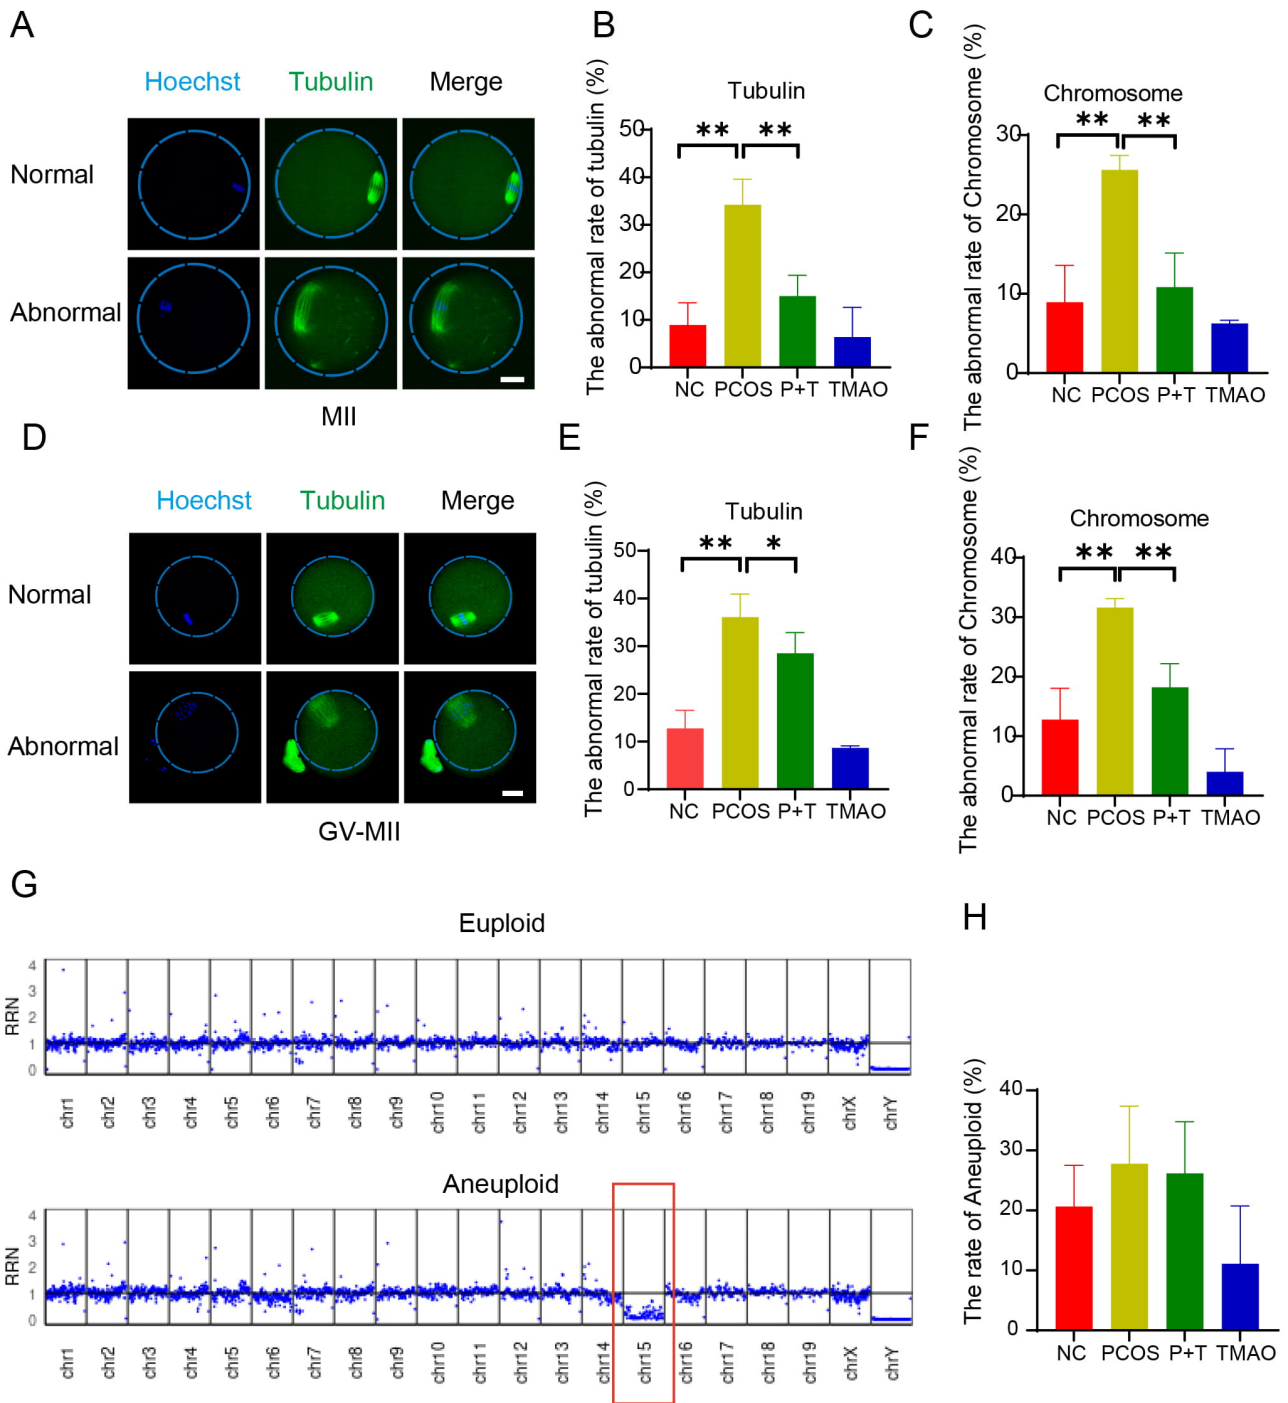 A
Hoechst Tubulin Merge
Normal
Abnormal
MII
B
The abnormal rate of tubulin (%)
Tubulin
** **
50
40
30
20
10
0
NC PCOS P+T TMAO
C
The abnormal rate of Chromosome (%)
Chromosome
** **
30
20
10
0
NC PCOS P+T TMAO
D
Hoechst Tubulin Merge
Normal
Abnormal
GV-MII
E
The abnormal rate of tubulin (%)
Tubulin
** *
50
40
30
20
10
0
NC PCOS P+T TMAO
F
The abnormal rate of Chromosome (%)
Chromosome
** **
40
30
20
10
0
NC PCOS P+T TMAO
G
Euploid
RRN
4
3
2
1
0
chr1 chr2 chr3 chr4 chr5 chr6 chr7 chr8 chr9 chr10 chr11 chr12 chr13 chr14 chr15 chr16 chr17 chr18 chr19 chrX chrY
Aneuploid
RRN
4
3
2
1
0
chr1 chr2 chr3 chr4 chr5 chr6 chr7 chr8 chr9 chr10 chr11 chr12 chr13 chr14 chr15 chr16 chr17 chr18 chr19 chrX chrY
H
The rate of Aneuploid (%)
40
30
20
10
0
NC PCOS P+T TMAO